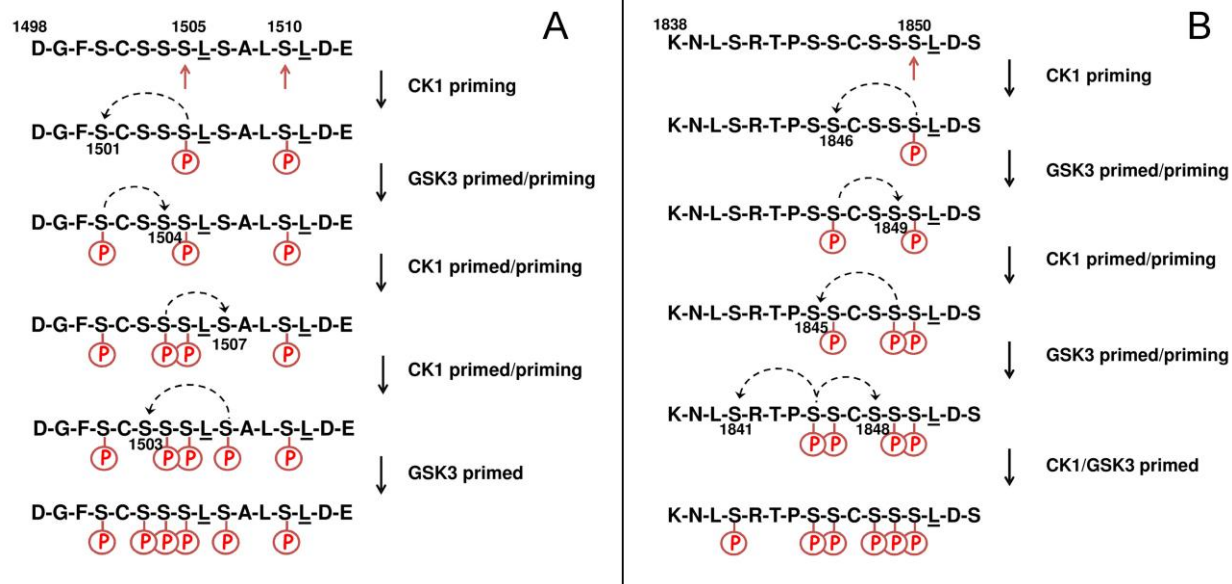 A
1498 1505 1510
D-G-F-S-C-S-S-S-L-S-A-L-S-L-D-E
CK1 priming
D-G-F-S-C-S-S-S-L-S-A-L-S-L-D-E
1501
P P
GSK3 primed/priming
D-G-F-S-C-S-S-S-L-S-A-L-S-L-D-E
1504
P P P
CK1 primed/priming
D-G-F-S-C-S-S-S-L-S-A-L-S-L-D-E
1507
P P P P
CK1 primed/priming
D-G-F-S-C-S-S-S-L-S-A-L-S-L-D-E
1503
P P P P P
GSK3 primed
D-G-F-S-C-S-S-S-L-S-A-L-S-L-D-E
P P P P P P
B
1838 1850
K-N-L-S-R-T-P-S-S-C-S-S-S-L-D-S
CK1 priming
K-N-L-S-R-T-P-S-S-C-S-S-S-L-D-S
1846
P
GSK3 primed/priming
K-N-L-S-R-T-P-S-S-C-S-S-S-L-D-S
1849
P P
CK1 primed/priming
K-N-L-S-R-T-P-S-S-C-S-S-S-L-D-S
1845
P P P
GSK3 primed/priming
K-N-L-S-R-T-P-S-S-C-S-S-S-L-D-S
1841 1848
P P P P
CK1/GSK3 primed
K-N-L-S-R-T-P-S-S-C-S-S-S-L-D-S
P P P P P P